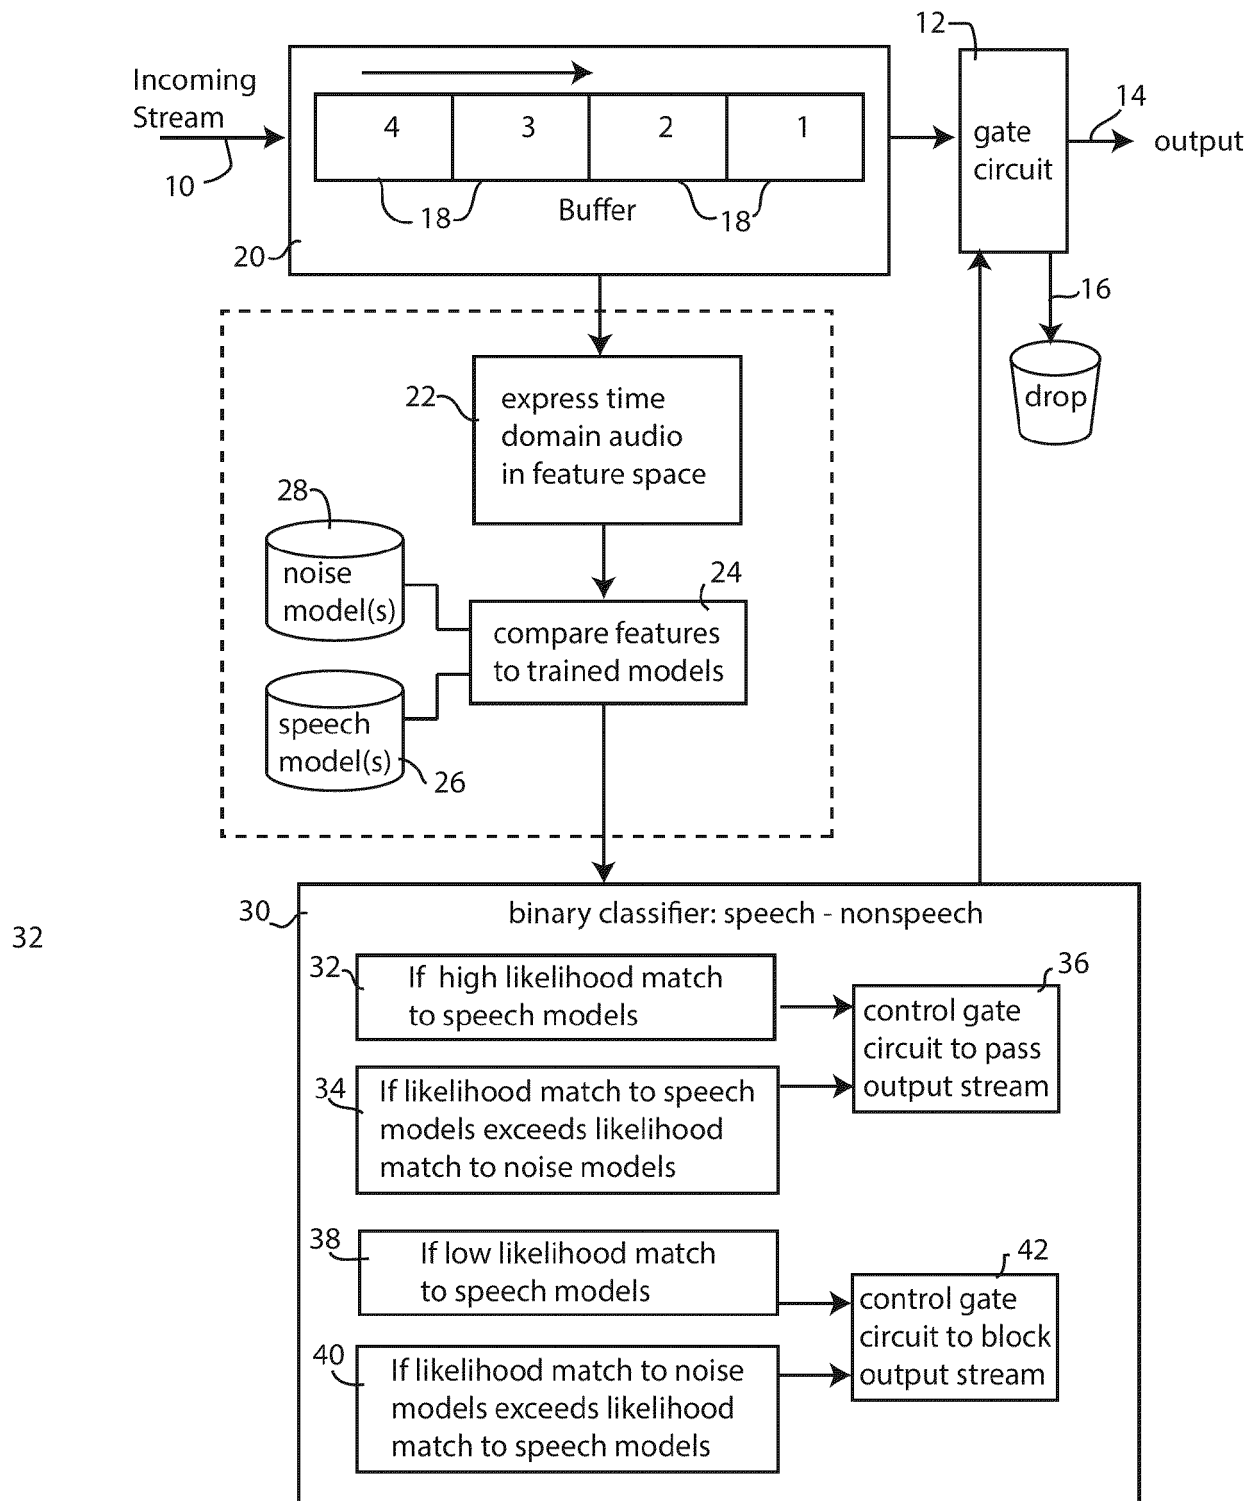 12
Incoming
Stream
10
4
3
2
1
18
Buffer
18
20
gate
circuit
14
output
16
drop
22
express time
domain audio
in feature space
28
noise
model(s)
24
compare features
to trained models
speech
model(s)
26
30
binary classifier: speech - nonspeech
32
32
If high likelihood match
to speech models
36
control gate
circuit to pass
output stream
34
If likelihood match to speech
models exceeds likelihood
match to noise models
38
If low likelihood match
to speech models
42
control gate
circuit to block
output stream
40
If likelihood match to noise
models exceeds likelihood
match to speech models